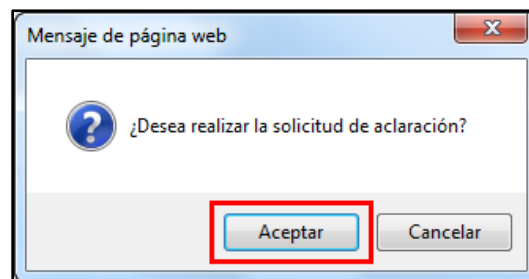 Mensaje de página web
¿Desea realizar la solicitud de aclaración?
Aceptar
Cancelar